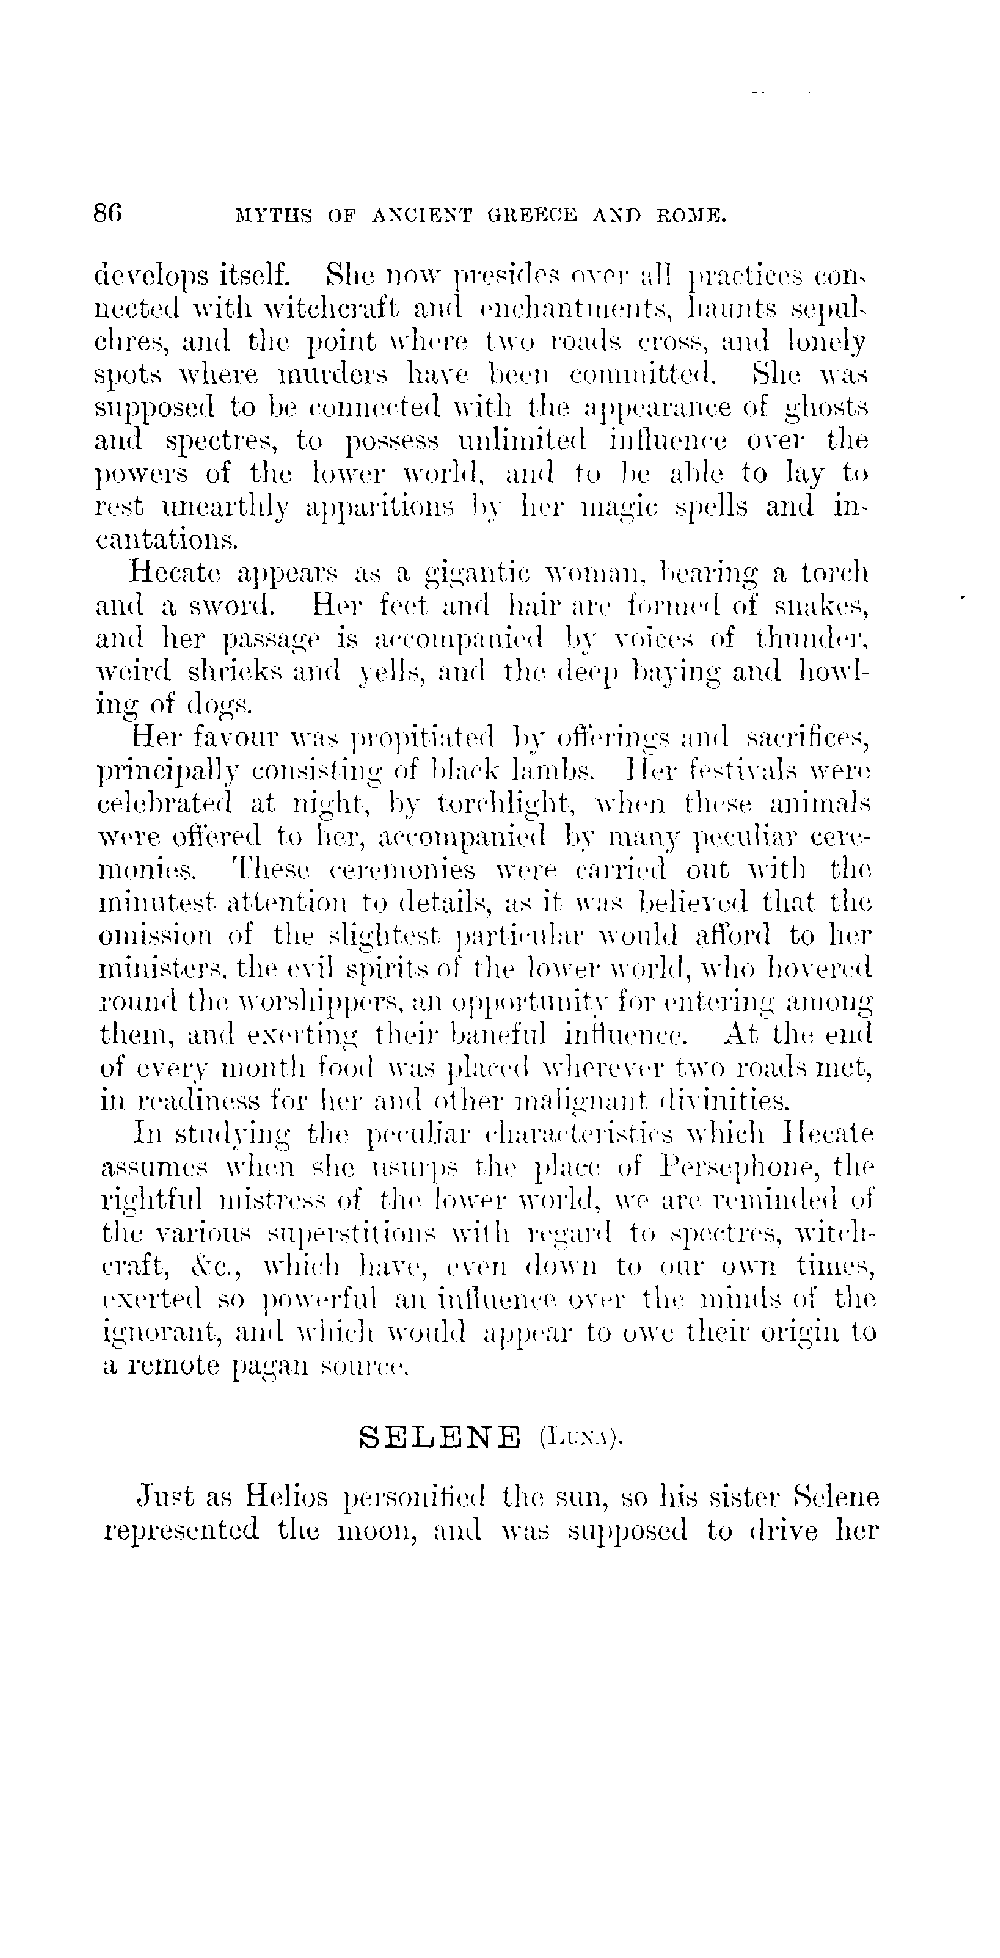 86 MYTHS OF ANCIENT GREECE AND ROME.
develops itself. She now presides over all practices con-
nected with witchcraft and enchantments, haunts sepul-
chres, and the point where two roads cross, and lonely
spots where murders have been committed. She was
supposed to be connected with the appearance of ghosts
and spectres, to possess unlimited influence over the
powers of the lower world, and to be able to lay to
rest unearthly apparitions by her magic spells and in-
cantations.
Hecate appears as a gigantic woman, bearing a torch
and a sword. Her feet and hair are formed of snakes,
and her passage is accompanied by voices of thunder,
weird shrieks and yells, and the deep baying and howl-
ing of dogs.
Her favour was propitiated by offerings and sacrifices,
principally consisting of black lambs. Her festivals were
celebrated at night, by torchlight, when these animals
were offered to her, accompanied by many peculiar cere-
monies. These ceremonies were carried out with the
minutest attention to details, as it was believed that the
omission of the slightest particular would afford to her
ministers, the evil spirits of the lower world, who hovered
round the worshippers, an opportunity for entering among
them, and exerting their baneful influence. At the end
of every month food was placed wherever two roads met,
in readiness for her and other malignant divinities.
In studying the peculiar characteristics which Hecate
assumes when she usurps the place of Persephone, the
rightful mistress of the lower world, we are reminded of
the various superstitions with regard to spectres, witch-
craft, &c., which have, even down to our own times,
exerted so powerful an influence over the minds of the
ignorant, and which would appear to owe their origin to
a remote pagan source.
SELENE (LUNA).
Just as Helios personified the sun, so his sister Selene
represented the moon, and was supposed to drive her